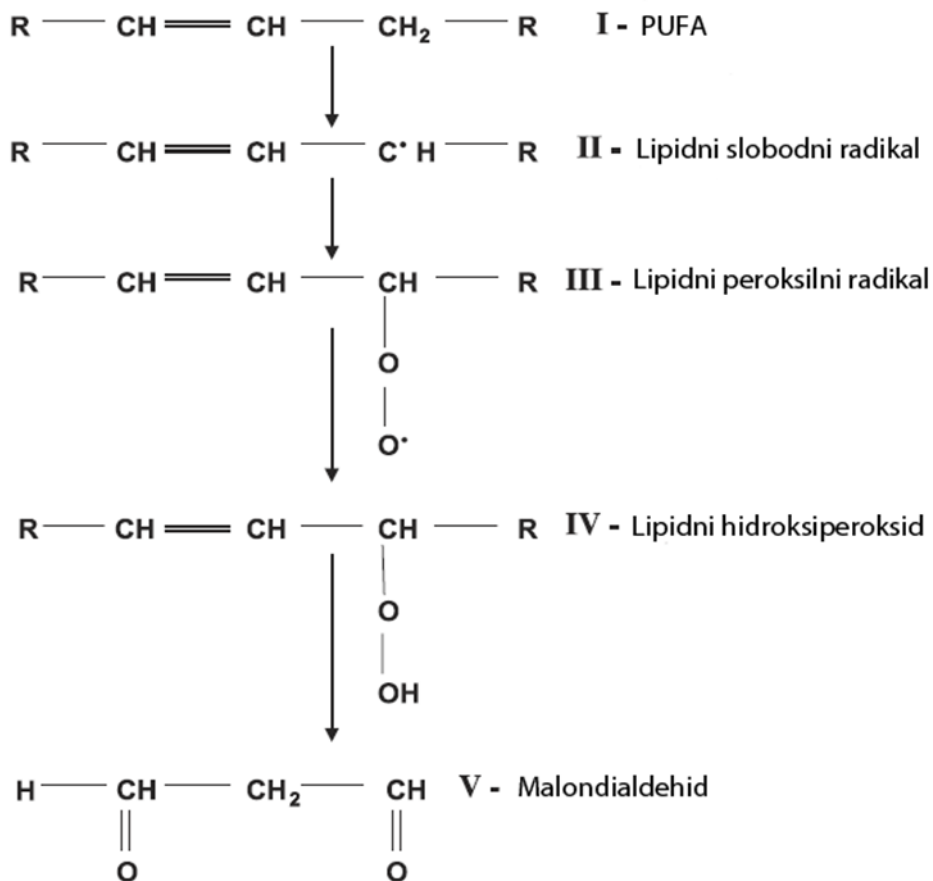 R CH CH CH₂ R I - PUFA
R CH CH C• H R II - Lipidni slobodni radikal
R CH CH CH R III - Lipidni peroksilni radikal
O
O•
R CH CH CH R IV - Lipidni hidroksiperoksid
O
OH
H CH CH₂ CH V - Malondialdehid
O O